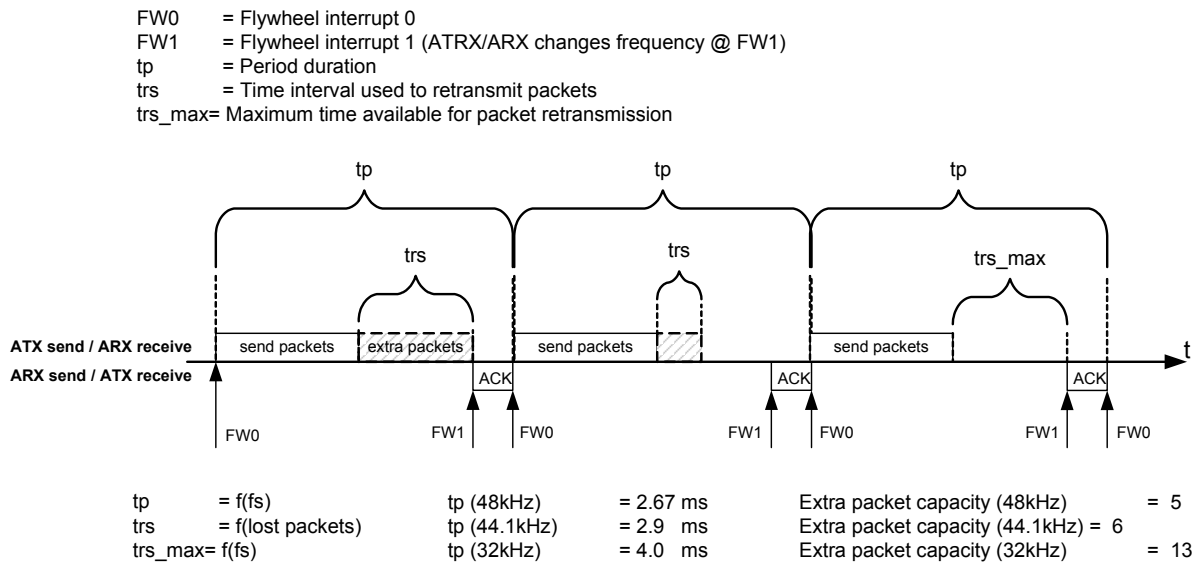 FW0 = Flywheel interrupt 0
FW1 = Flywheel interrupt 1 (ATRX/ARX changes frequency @ FW1)
tp = Period duration
trs = Time interval used to retransmit packets
trs_max= Maximum time available for packet retransmission
tp tp tp
trs trs trs_max
ATX send / ARX receive send packets extra packets send packets send packets t
ARX send / ATX receive ACK ACK ACK
FW0 FW1 FW0 FW1 FW0 FW1 FW0
tp = f(fs) tp (48kHz) = 2.67 ms Extra packet capacity (48kHz) = 5
trs = f(lost packets) tp (44.1kHz) = 2.9 ms Extra packet capacity (44.1kHz) = 6
trs_max= f(fs) tp (32kHz) = 4.0 ms Extra packet capacity (32kHz) = 13